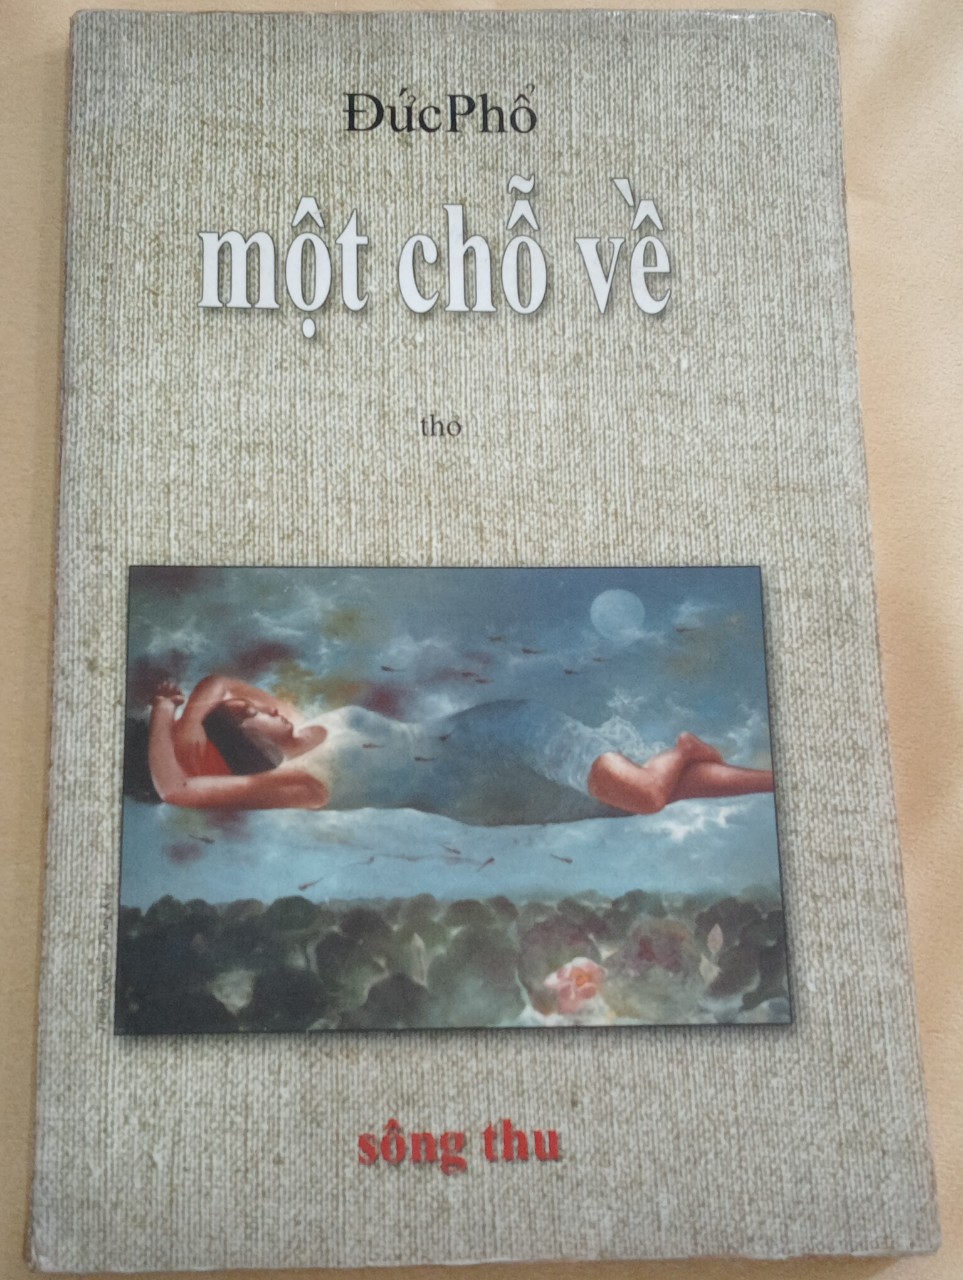 ĐứcPhổ
một chỗ về
thơ
sông thu